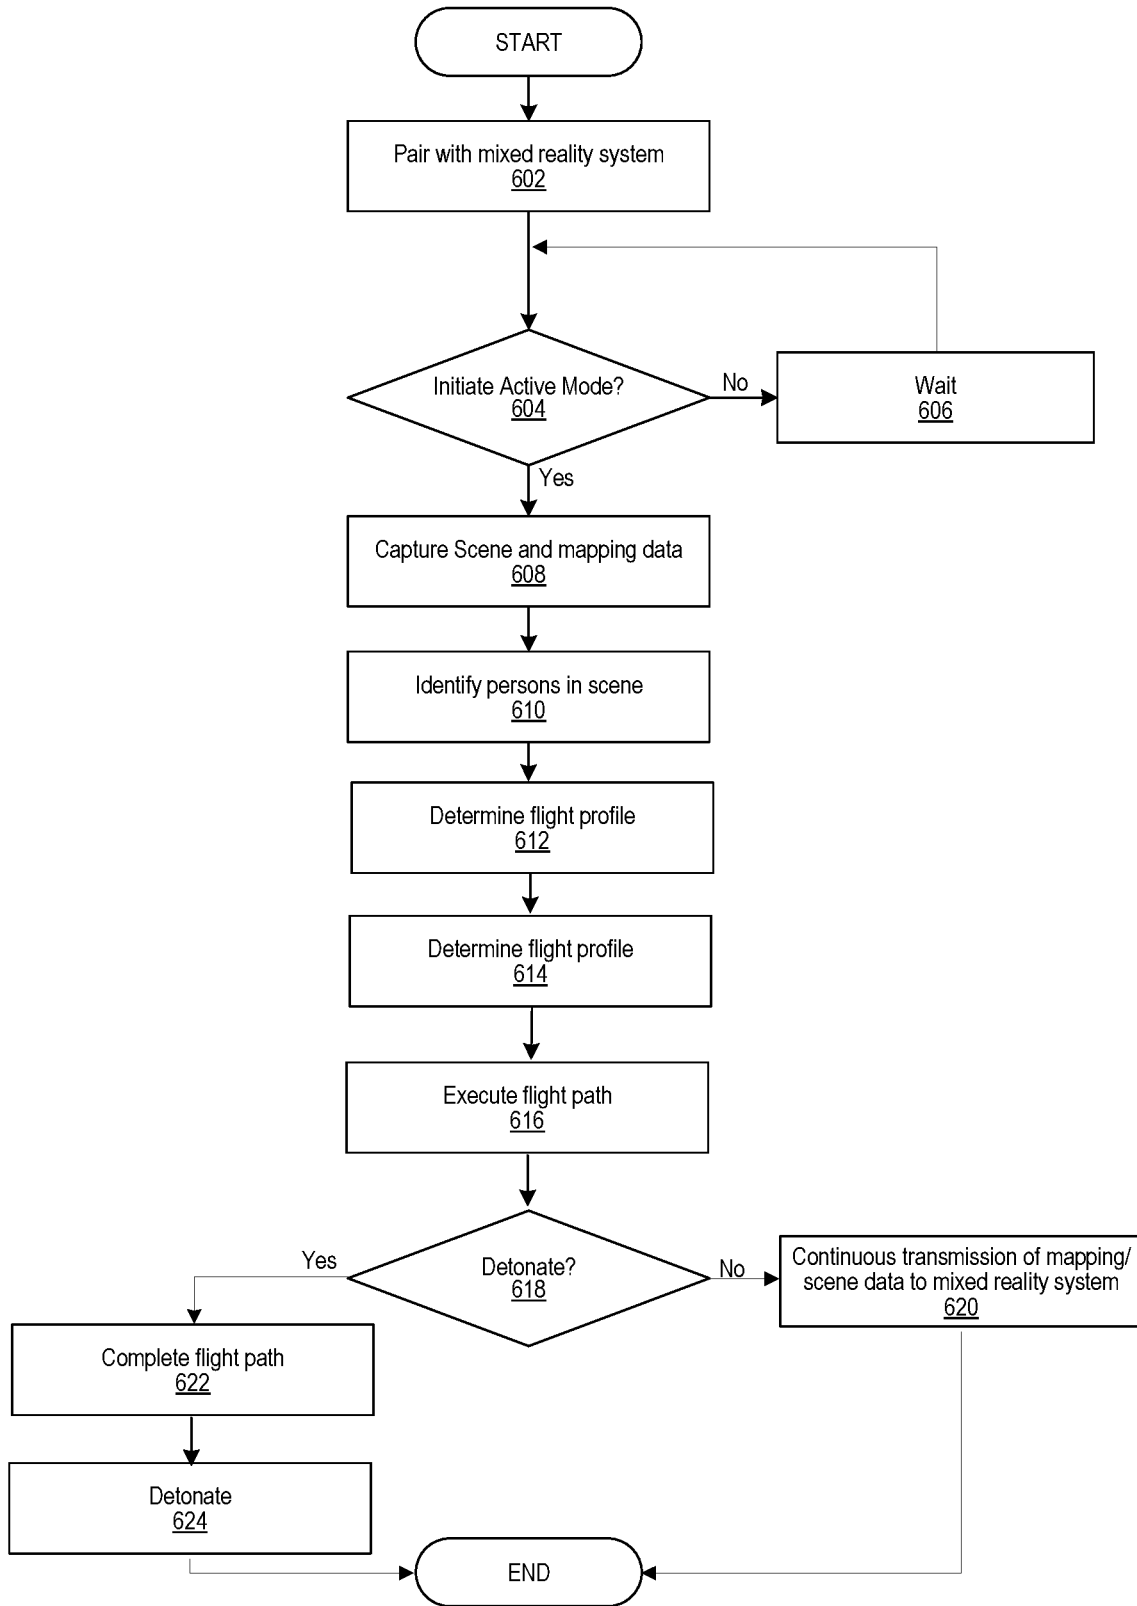 START
Pair with mixed reality system
602
Initiate Active Mode?
604
No
Wait
606
Yes
Capture Scene and mapping data
608
Identify persons in scene
610
Determine flight profile
612
Determine flight profile
614
Execute flight path
616
Yes
Detonate?
618
No
Continuous transmission of mapping/
scene data to mixed reality system
620
Complete flight path
622
Detonate
624
END